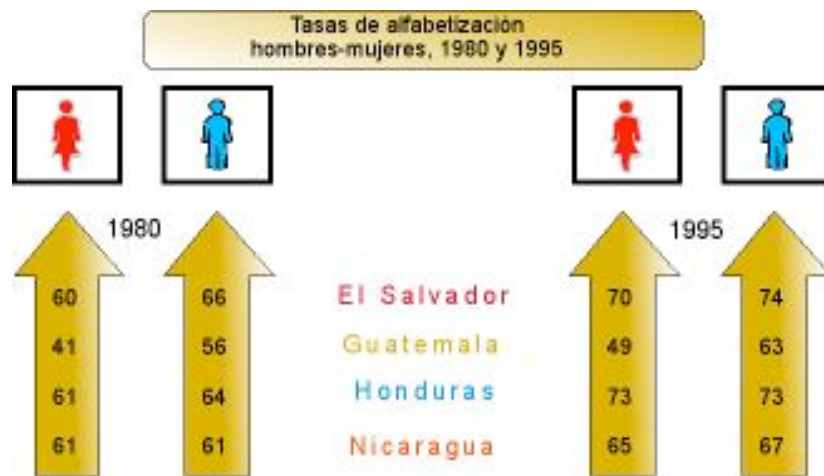 Tasas de alfabetización
hombres-mujeres, 1980 y 1995
1980 1995
60 66 El Salvador 70 74
41 56 Guatemala 49 63
61 64 Honduras 73 73
61 61 Nicaragua 65 67